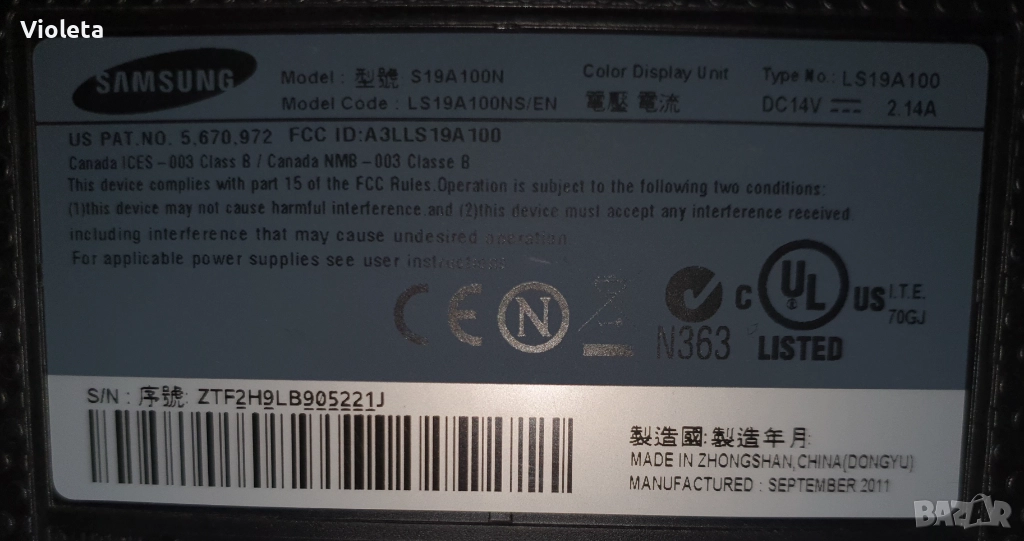 Violeta
SAMSUNG
Model : 型號 S19A100N
Model Code : LS19A100NS/EN
Color Display Unit
電壓 電流
Type No : LS19A100
DC14V ⎓ 2.14A
US PAT.NO. 5,670,972 FCC ID:A3LLS19A100
Canada ICES-003 Class B / Canada NMB-003 Classe B
This device complies with part 15 of the FCC Rules.Operation is subject to the following two conditions:
(1)this device may not cause harmful interference.and (2)this device must accept any interference received
including interference that may cause undesired operation
For applicable power supplies see user instructions
CE N N363 C UL US LISTED
I.T.E.
70GJ
S/N : 序號: ZTF2H9LB905221J
製造國:製造年月:
MADE IN ZHONGSHAN,CHINA(DONGYU)
MANUFACTURED : SEPTEMBER 2011
BAZAR